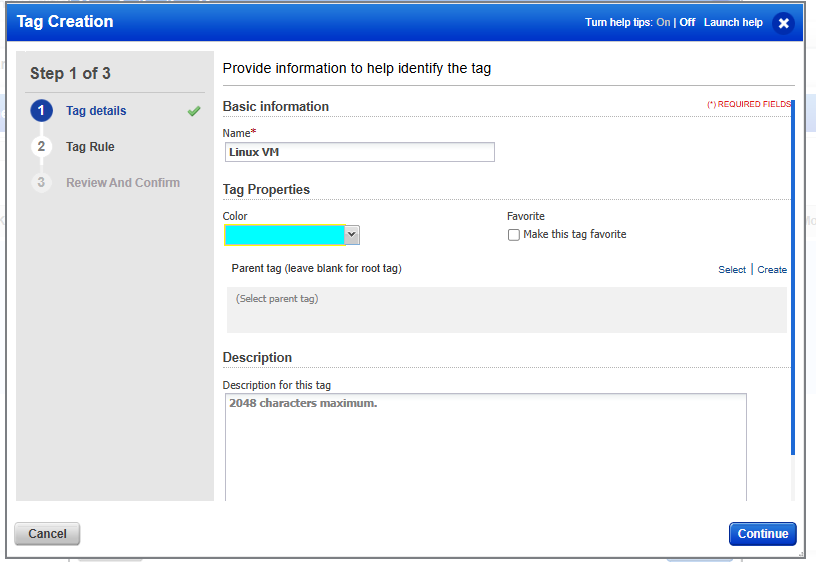 Tag Creation
Turn help tips: On | Off Launch help
Step 1 of 3
1 Tag details
2 Tag Rule
3 Review And Confirm
Provide information to help identify the tag
Basic information
(*) REQUIRED FIELDS
Name*
Linux VM
Tag Properties
Color
Favorite
Make this tag favorite
Parent tag (leave blank for root tag)
Select | Create
(Select parent tag)
Description
Description for this tag
2048 characters maximum.
Cancel
Continue